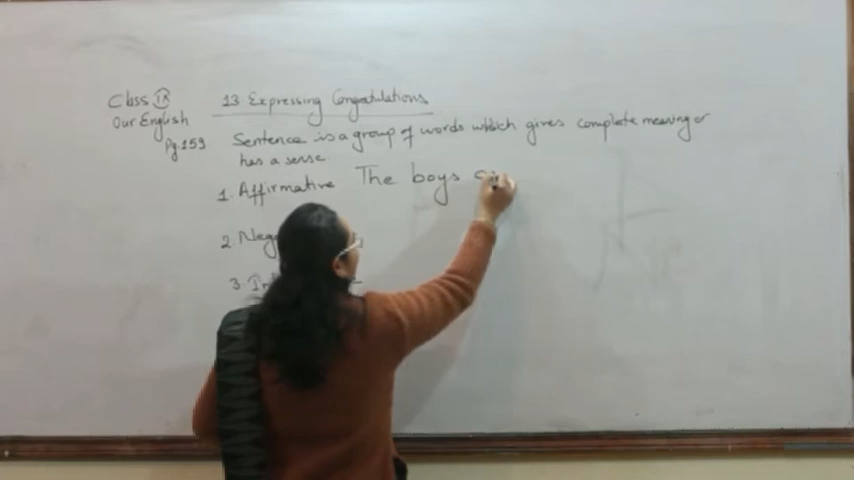 Class IX 13 Expressing Congratulations
Our English
Pg. 159 Sentence is a group of words which gives complete meaning or
has a sense
1. Affirmative The boys
2.
3.